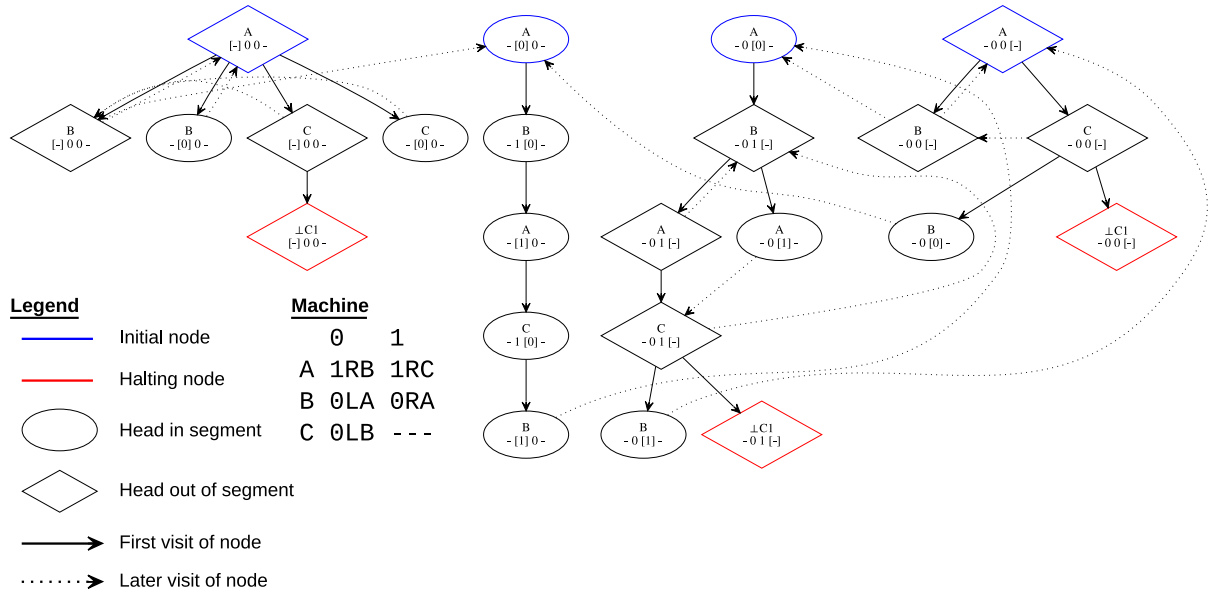 A
[-] 0 0 -
A
- [0] 0 -
A
- 0 [0] -
A
- 0 0 [-]
B
[-] 0 0 -
B
- [0] 0 -
C
[-] 0 0 -
C
- [0] 0 -
B
- 1 [0] -
B
- 0 1 [-]
B
- 0 0 [-]
C
- 0 0 [-]
⊥C1
[-] 0 0 -
A
- [1] 0 -
A
- 0 1 [-]
A
- 0 [1] -
B
- 0 [0] -
⊥C1
- 0 0 [-]
C
- 1 [0] -
C
- 0 1 [-]
B
- [1] 0 -
B
- 0 [1] -
⊥C1
- 0 1 [-]
Legend
Initial node
Halting node
Head in segment
Head out of segment
First visit of node
Later visit of node
Machine
0 1
A 1RB 1RC
B 0LA 0RA
C 0LB ---